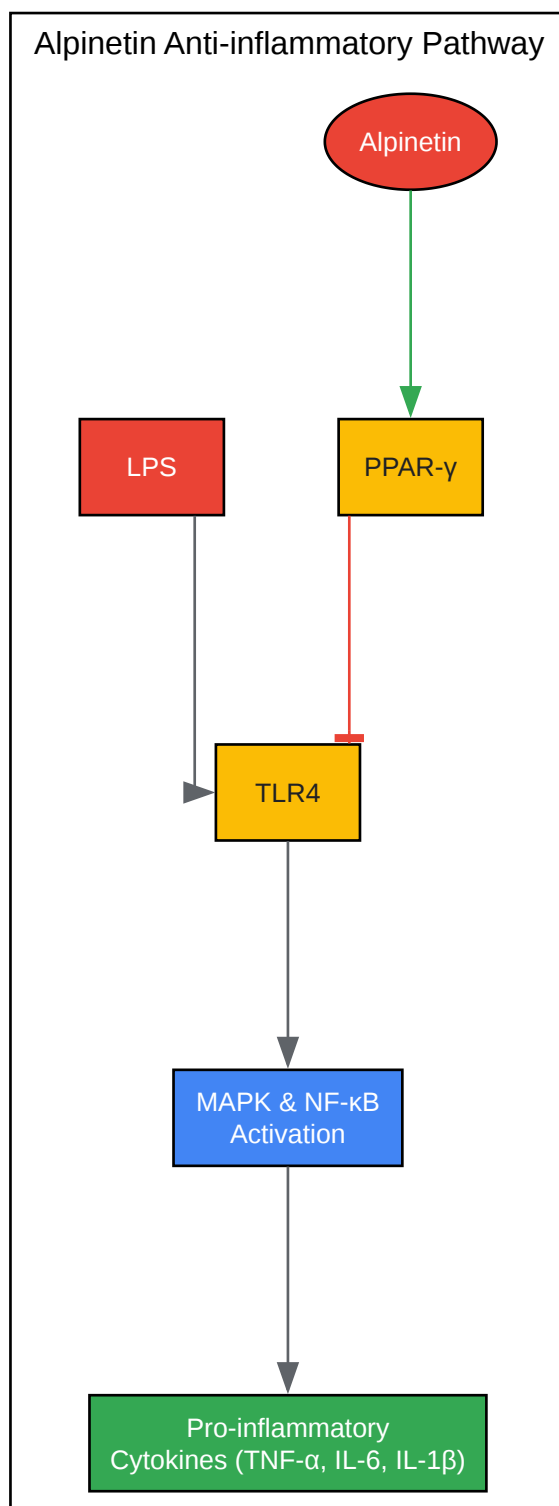 Alpinetin Anti-inflammatory Pathway
Alpinetin
LPS
PPAR-γ
TLR4
MAPK & NF-κB
Activation
Pro-inflammatory
Cytokines (TNF-α, IL-6, IL-1β)